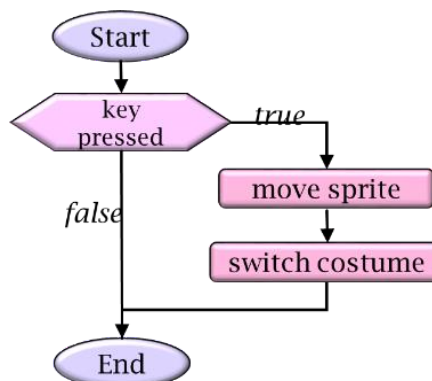 Start
key
pressed
true
move sprite
false
switch costume
End